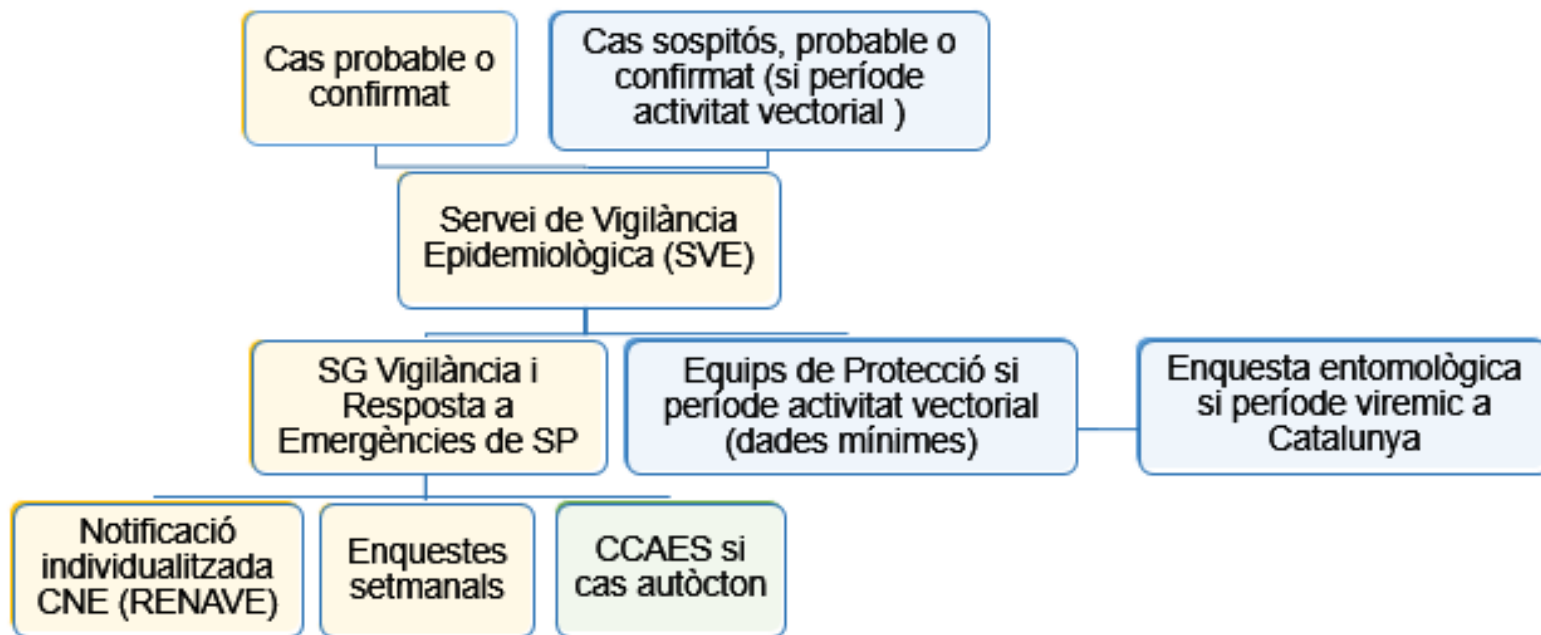 Cas probable o
confirmat
Cas sospitós, probable o
confirmat (si període
activitat vectorial )
Servei de Vigilància
Epidemiològica (SVE)
SG Vigilància i
Resposta a
Emergències de SP
Equips de Protecció si
període activitat vectorial
(dades mínimes)
Enquesta entomològica
si període viremic a
Catalunya
Notificació
individualitzada
CNE (RENAVE)
Enquestes
setmanals
CCAES si
cas autòcton